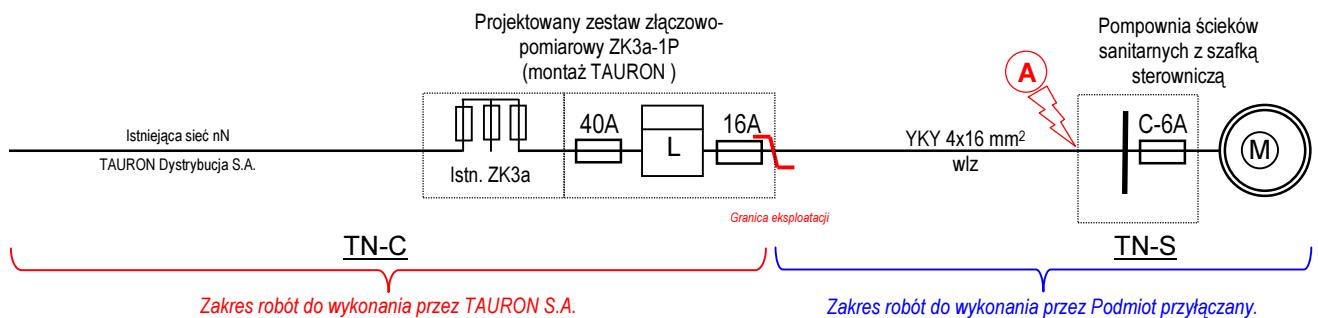 Projektowany zestaw złączowo-
pomiarowy ZK3a-1P
(montaż TAURON )
Pompownia ścieków
sanitarnych z szafką
sterowniczą
A
40A
16A
C-6A
Istniejąca sieć nN
TAURON Dystrybucja S.A.
L
Istn. ZK3a
YKY 4x16 mm²
wlz
M
Granica eksploatacji
TN-C
TN-S
Zakres robót do wykonania przez TAURON S.A.
Zakres robót do wykonania przez Podmiot przyłączany.